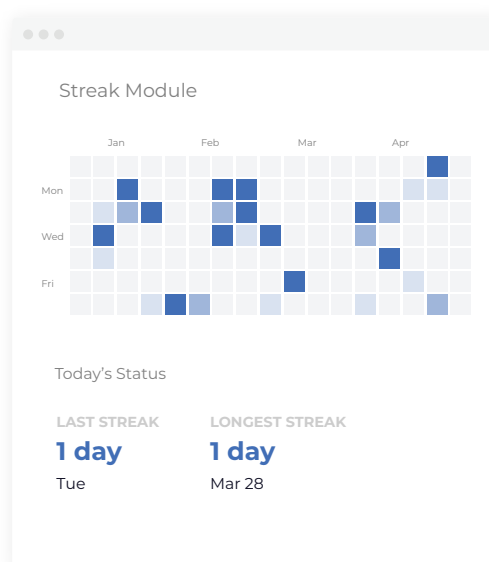 Streak Module
Jan Feb Mar Apr
Mon
Wed
Fri
Today’s Status
LAST STREAK LONGEST STREAK
1 day 1 day
Tue Mar 28